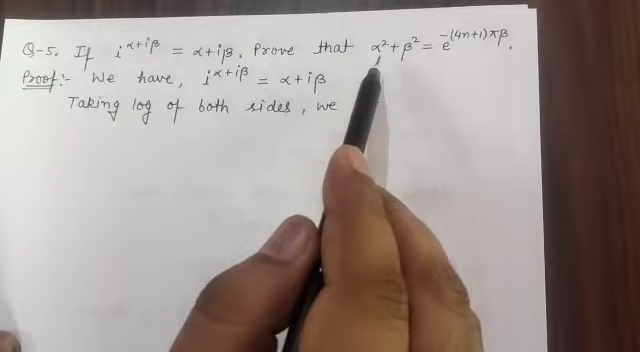 Q-5. If i^α+iβ = α+iβ. Prove that α²+β² = e^-(4n+1)πβ.
Proof:- We have, i^α+iβ = α+iβ
Taking log of both sides, we